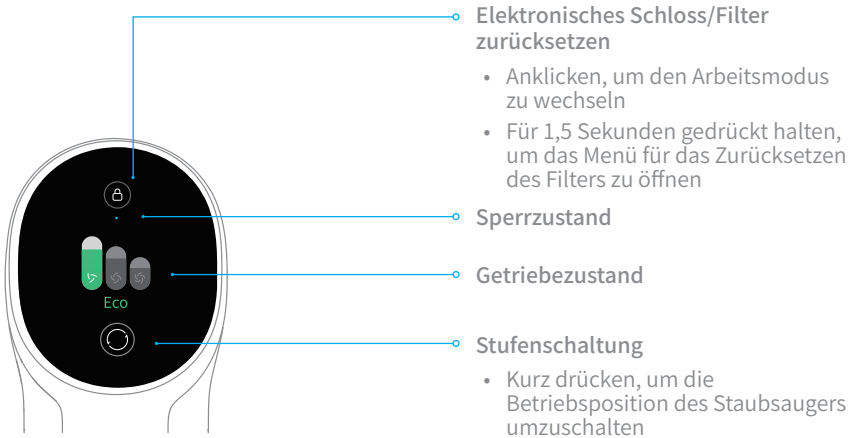 Elektronisches Schloss/Filter
zurücksetzen
• Anklicken, um den Arbeitsmodus
zu wechseln
• Für 1,5 Sekunden gedrückt halten,
um das Menü für das Zurücksetzen
des Filters zu öffnen
Sperrzustand
Getriebezustand
Eco
Stufenschaltung
• Kurz drücken, um die
Betriebsposition des Staubsaugers
umzuschalten